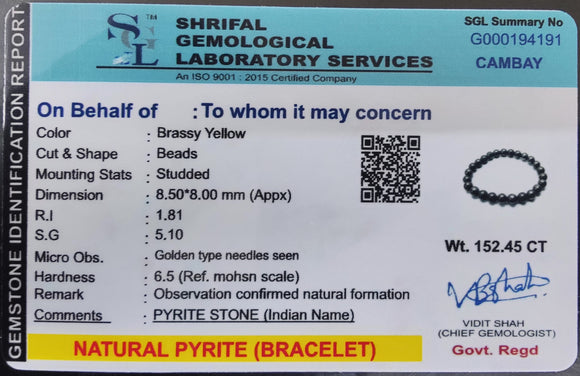 GEMSTONE IDENTIFICATION REPORT
SGL™
SHRIFAL
GEMOLOGICAL
LABORATORY SERVICES
An ISO 9001 : 2015 Certified Company
SGL Summary No
G000194191
CAMBAY
On Behalf of : To whom it may concern
Color : Brassy Yellow
Cut & Shape : Beads
Mounting Stats : Studded
Dimension : 8.50*8.00 mm (Appx)
R.I : 1.81
S.G : 5.10
Micro Obs. : Golden type needles seen
Hardness : 6.5 (Ref. mohsn scale)
Remark : Observation confirmed natural formation
Comments : PYRITE STONE (Indian Name)
NATURAL PYRITE (BRACELET)
Wt. 152.45 CT
VIDIT SHAH
(CHIEF GEMOLOGIST)
Govt. Regd